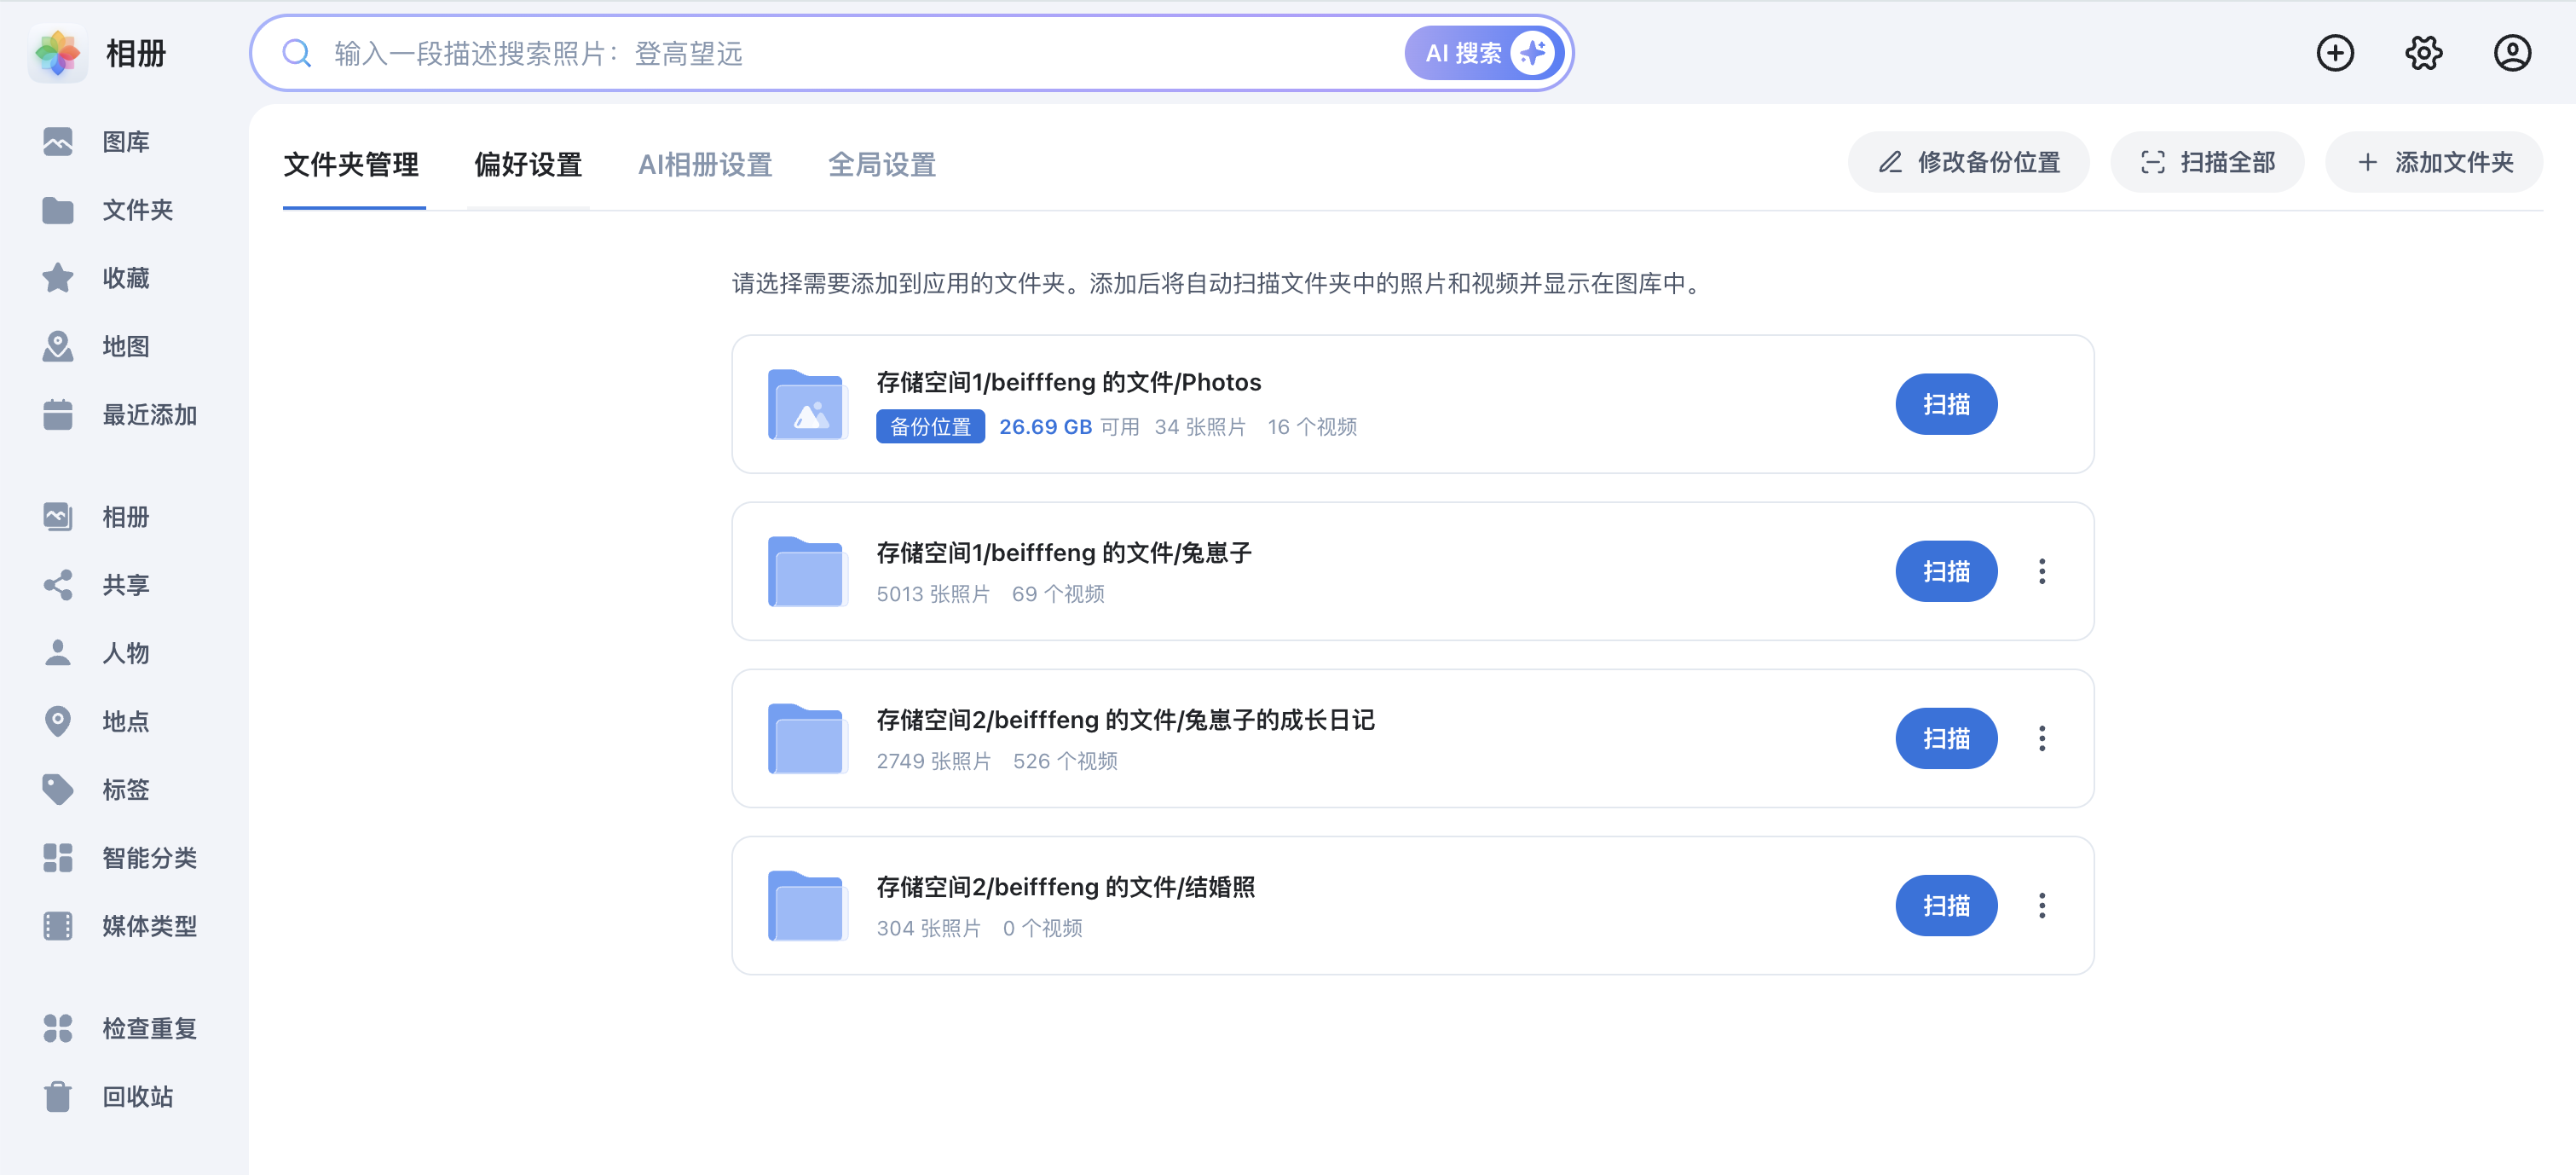 相册
输入一段描述搜索照片：登高望远
AI 搜索
图库
文件夹
收藏
地图
最近添加
相册
共享
人物
地点
标签
智能分类
媒体类型
检查重复
回收站
文件夹管理 偏好设置 AI相册设置 全局设置
修改备份位置 扫描全部 添加文件夹
请选择需要添加到应用的文件夹。添加后将自动扫描文件夹中的照片和视频并显示在图库中。
存储空间1/beifffeng 的文件/Photos
备份位置 26.69 GB 可用 34 张照片 16 个视频
扫描
存储空间1/beifffeng 的文件/兔崽子
5013 张照片 69 个视频
扫描
存储空间2/beifffeng 的文件/兔崽子的成长日记
2749 张照片 526 个视频
扫描
存储空间2/beifffeng 的文件/结婚照
304 张照片 0 个视频
扫描